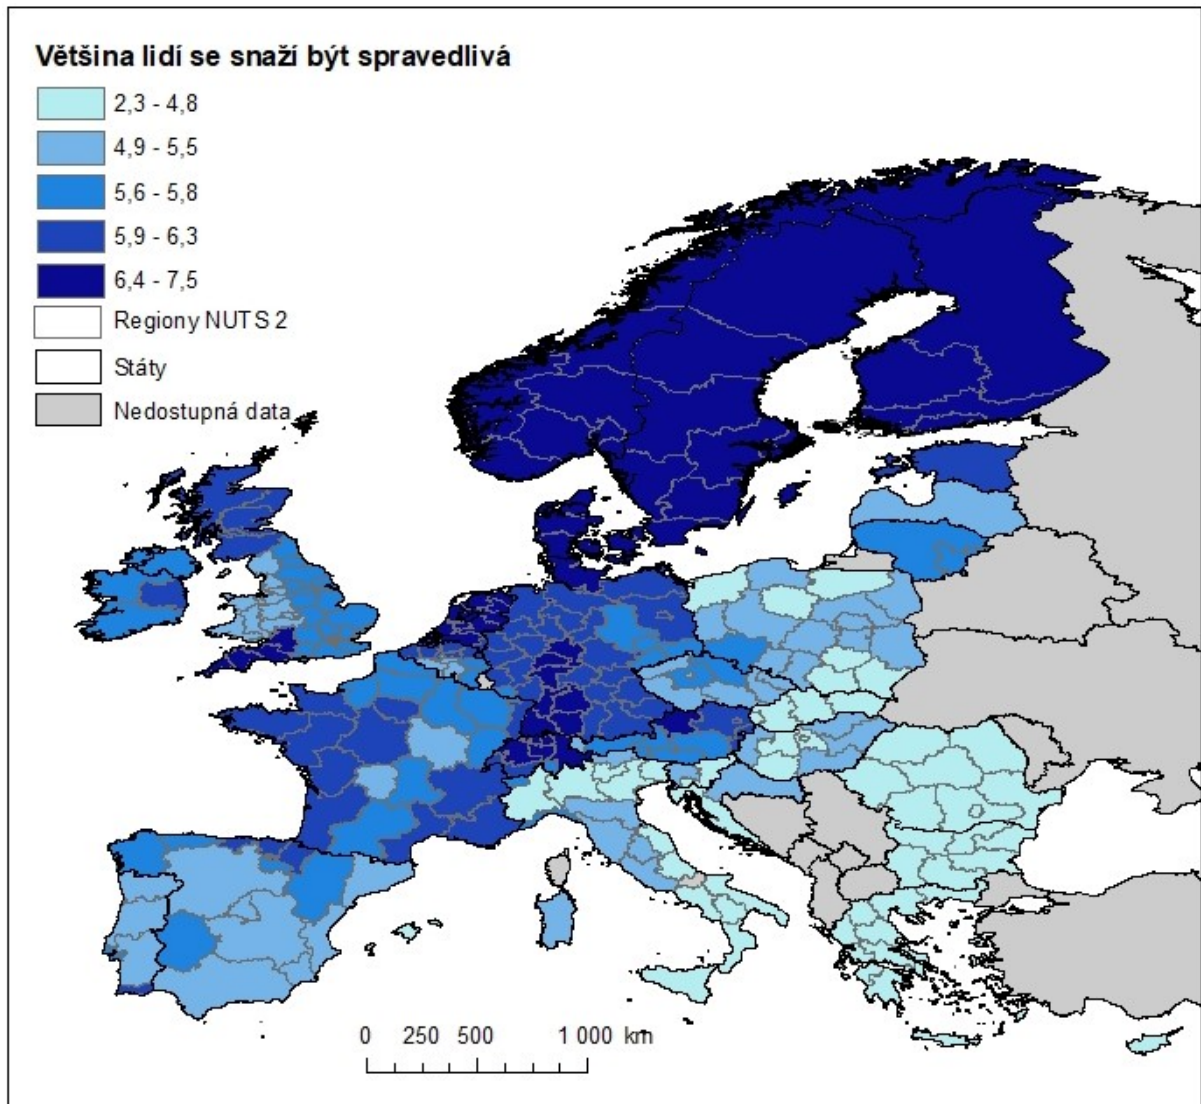 Většina lidí se snaží být spravedlivá
2,3 - 4,8
4,9 - 5,5
5,6 - 5,8
5,9 - 6,3
6,4 - 7,5
Regiony NUTS 2
Státy
Nedostupná data
0 250 500 1 000 km